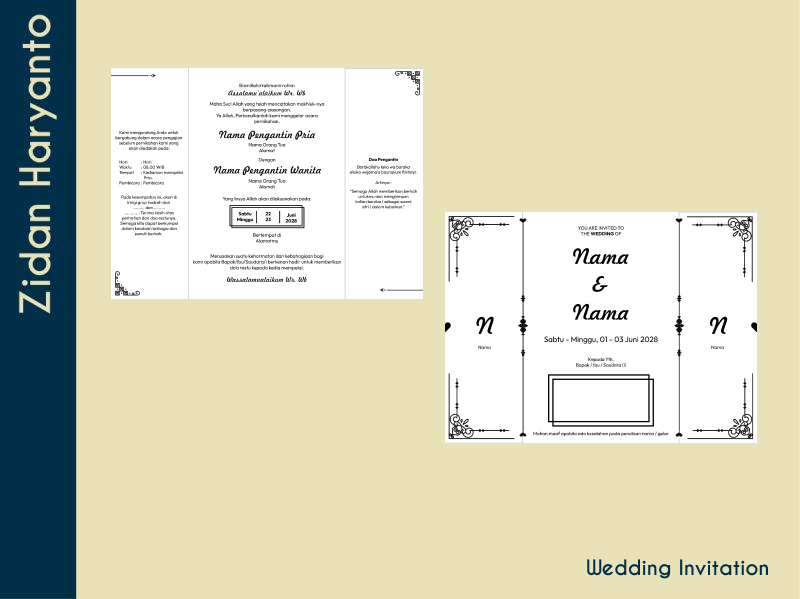 Zidan Haryanto
Kami mengundang Anda untuk
bergabung dalam acara pengajian
sebelum pernikahan kami yang
akan diadakan pada:
Hari : Hari
Waktu : 08.00 WIB
Tempat : Kediaman mempelai
Pria.
Pembicara : Pembicara
Pada kesempatan ini, akan di
iringi grup hadrah dari
............ dan ............
............ Terima kasih atas
perhatian dan doa restunya.
Semoga kita dapat berkumpul
dalam keadaan bahagia dan
penuh berkah.
Bismillahirrahmanirrahim
Assalamu'alaikum Wr. Wb
Maha Suci Allah yang telah menciptakan makhluk-nya
berpasang-pasangan.
Ya Allah, Perkenankanlah kami menggelar acara
pernikahan.
Nama Pengantin Pria
Nama Orang Tua
Alamat
Dengan
Nama Pengantin Wanita
Nama Orang Tua
Alamat
Yang Insya Allah akan dilaksanakan pada:
Sabtu 22 Juni
Minggu 23 2028
Bertempat di
Alamatmu
Merupakan suatu kehormatan dan kebahagiaan bagi
kami apabila Bapak/Ibu/Saudara/i berkenan hadir untuk memberikan
do'a restu kepada kedia mempelai.
Wassalamualaikum Wr. Wb
Doa Pengantin
Barakallahu laka wa baraka
alaika wajama'a baynakum fii khoyr.
Artinya:
"Semoga Allah memberikan berkah
untukmu dan menghimpun
kalian berdua ( sebagai suami
istri ) dalam kebaikan."
N
Nama
YOU ARE INVITED TO
THE WEDDING OF
Nama
&
Nama
Sabtu - Minggu, 01 - 03 Juni 2028
Kepada Yth.
Bapak / Ibu / Saudara (i)
Mohon maaf apabila ada kesalahan pada penulisan nama / gelar
N
Nama
Wedding Invitation